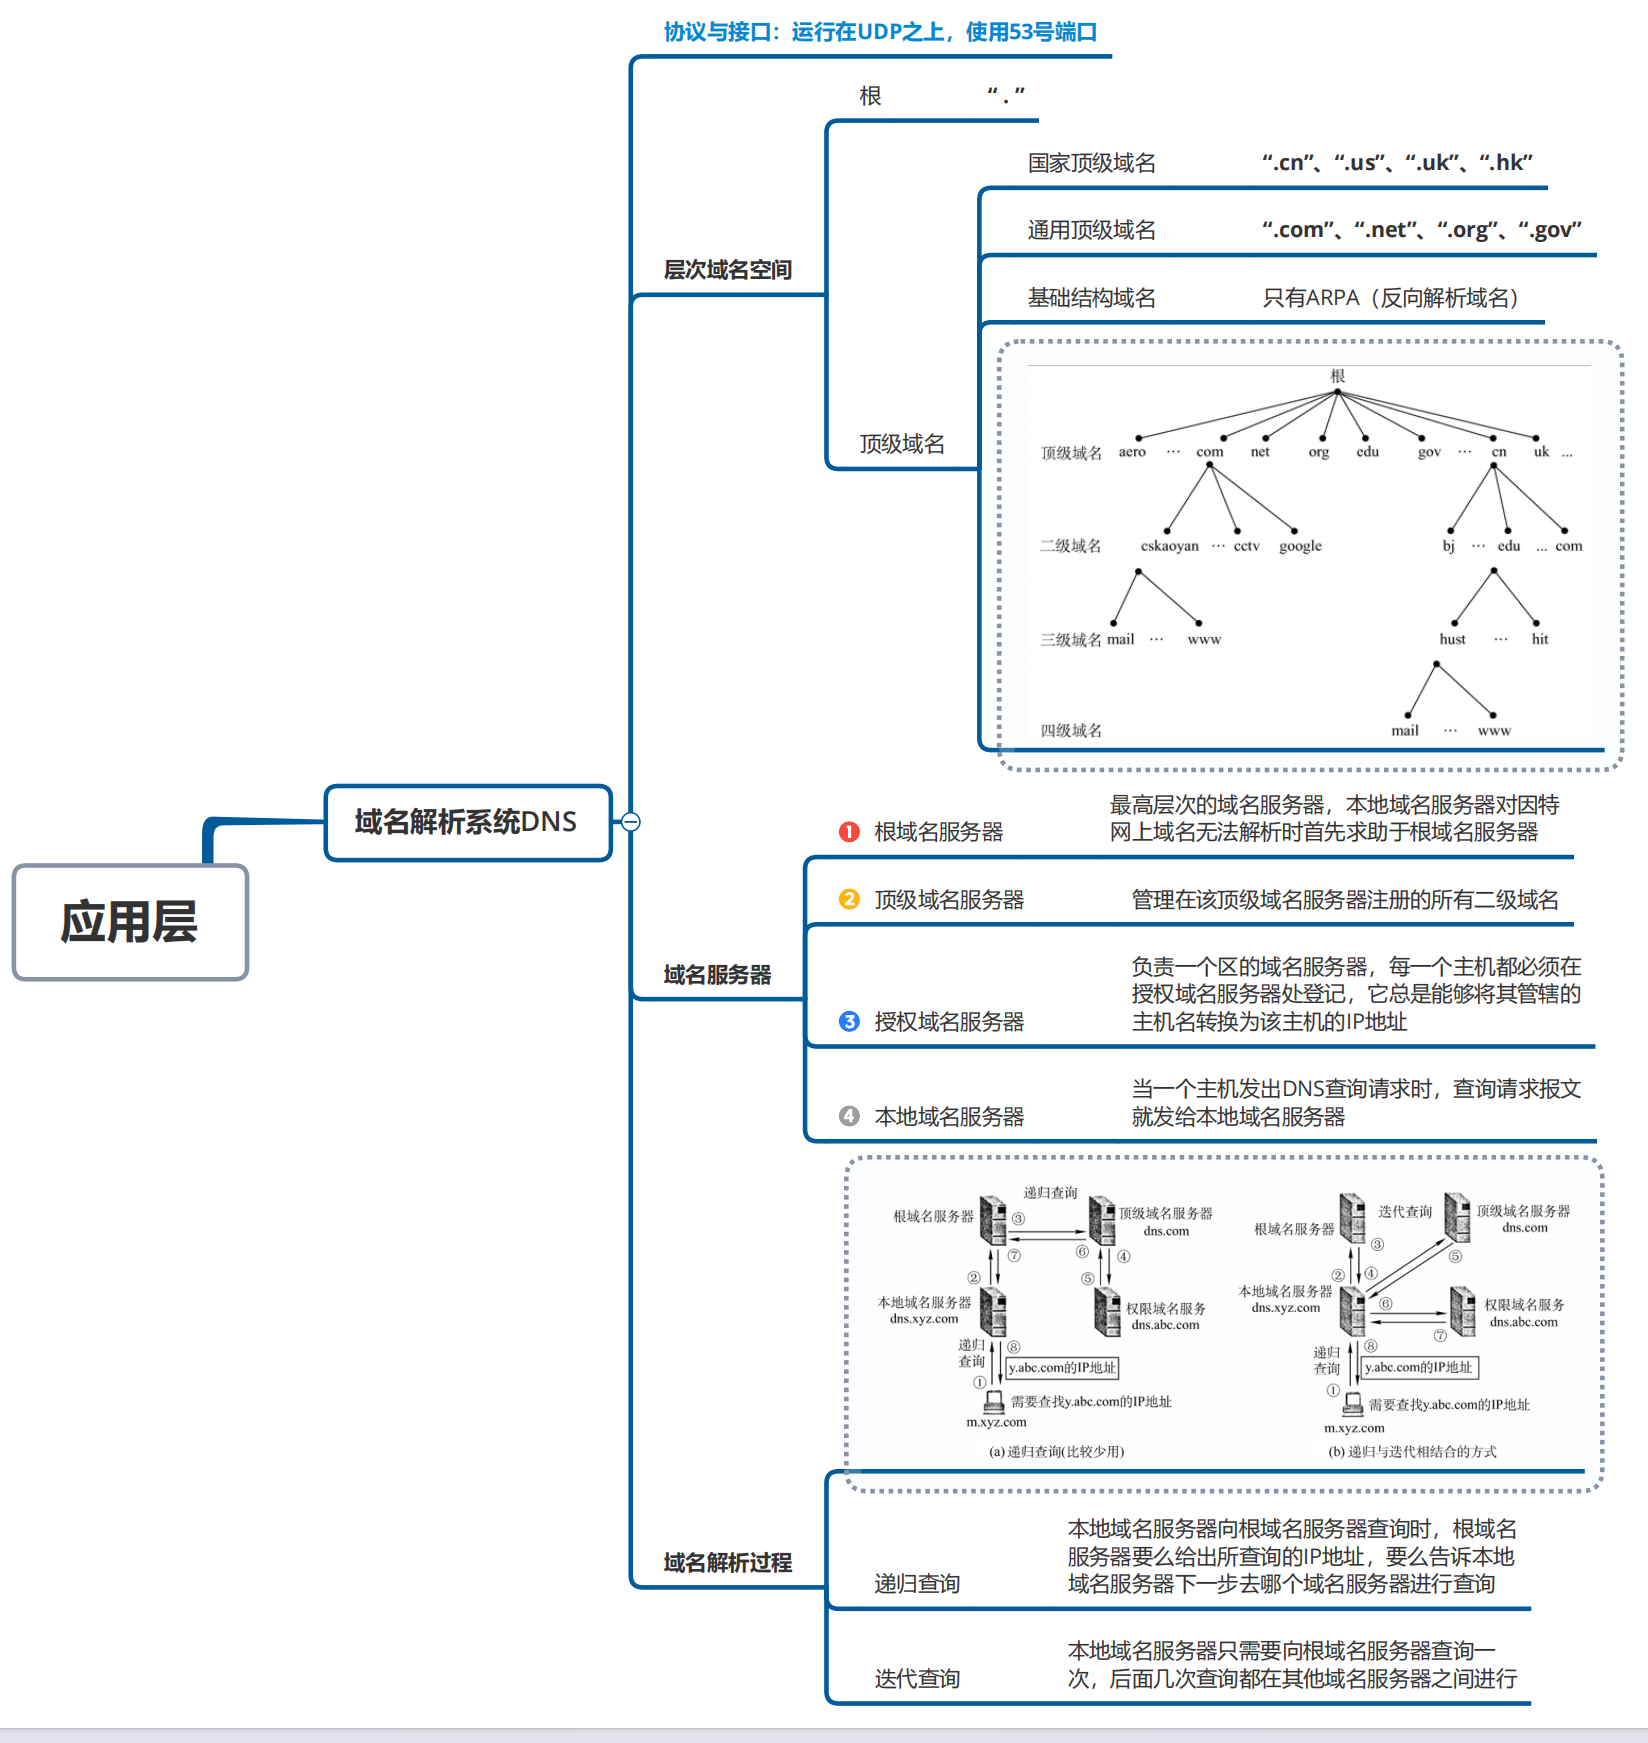 协议与接口：运行在UDP之上，使用53号端口
根 “ . ”
国家顶级域名 “.cn”、“.us”、“.uk”、“.hk”
通用顶级域名 “.com”、“.net”、“.org”、“.gov”
层次域名空间
基础结构域名 只有ARPA（反向解析域名）
根
顶级域名
顶级域名 aero … com net org edu gov … cn uk ...
二级域名 cskaoyan … cctv google bj … edu ... com
三级域名 mail … www hust … hit
四级域名 mail … www
域名解析系统DNS
应用层
域名服务器
1 根域名服务器
最高层次的域名服务器，本地域名服务器对因特
网上域名无法解析时首先求助于根域名服务器
2 顶级域名服务器 管理在该顶级域名服务器注册的所有二级域名
3 授权域名服务器
负责一个区的域名服务器，每一个主机都必须在
授权域名服务器处登记，它总是能够将其管辖的
主机名转换为该主机的IP地址
4 本地域名服务器
当一个主机发出DNS查询请求时，查询请求报文
就发给本地域名服务器
递归查询
根域名服务器 ③ 顶级域名服务器
dns.com
⑦ ⑥ ④
② ⑤
本地域名服务器
dns.xyz.com
权限域名服务
dns.abc.com
递归
查询
⑧
y.abc.com的IP地址
①
需要查找y.abc.com的IP地址
m.xyz.com
(a) 递归查询(比较少用)
迭代查询
根域名服务器 顶级域名服务器
dns.com
③ ⑤
② ④
本地域名服务器
dns.xyz.com
⑥
权限域名服务
dns.abc.com
⑦
递归
查询
⑧
y.abc.com的IP地址
①
需要查找y.abc.com的IP地址
m.xyz.com
(b) 递归与迭代相结合的方式
域名解析过程
递归查询
本地域名服务器向根域名服务器查询时，根域名
服务器要么给出所查询的IP地址，要么告诉本地
域名服务器下一步去哪个域名服务器进行查询
迭代查询
本地域名服务器只需要向根域名服务器查询一
次，后面几次查询都在其他域名服务器之间进行